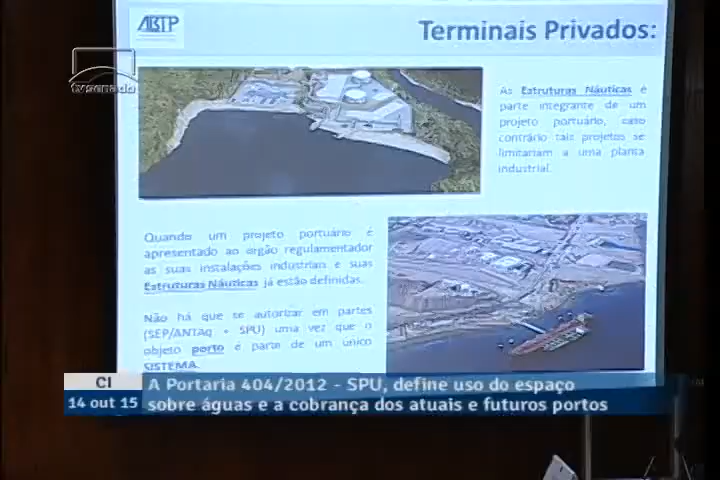 ABTP
Terminais Privados:
tv senado
As Estruturas Náuticas é
parte integrante de um
projeto portuário, caso
contrário tais projetos se
limitariam a uma planta
industrial.
Quando um projeto portuário é
apresentado ao órgão regulamentador
as suas instalações industriais e suas
Estruturas Náuticas já estão definidas.
Não há que se autorizar em partes
(SEP/ANTAQ + SPU) uma vez que o
objeto porto é parte de um único
SISTEMA.
CI
14 out 15
A Portaria 404/2012 - SPU, define uso do espaço
sobre águas e a cobrança dos atuais e futuros portos